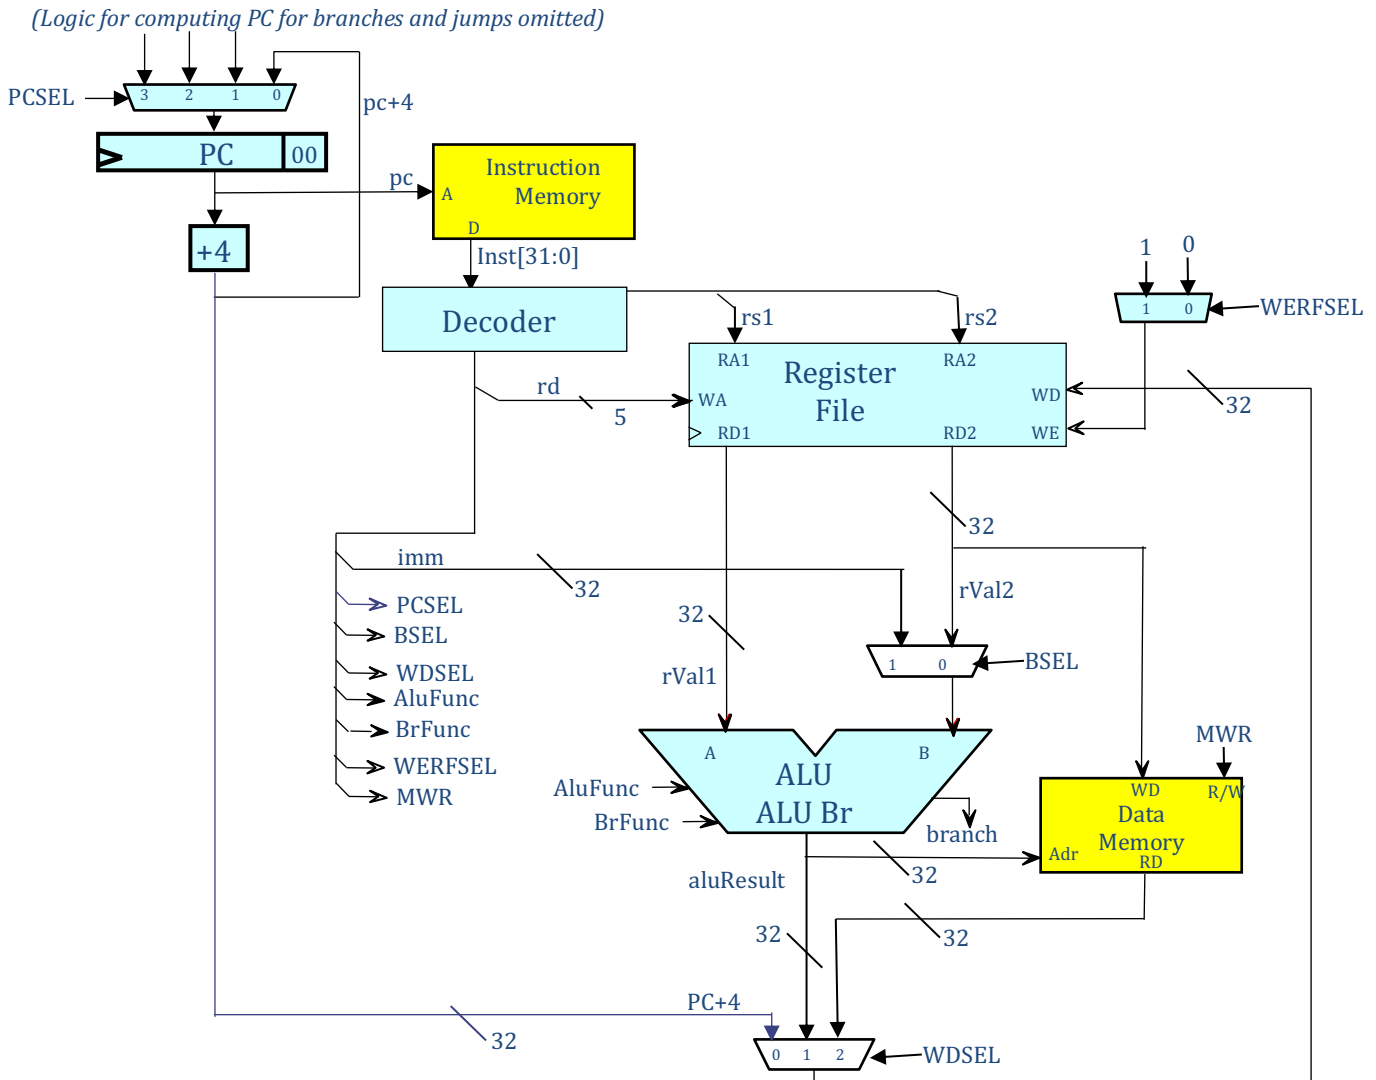 (Logic for computing PC for branches and jumps omitted)
PCSEL
3 2 1 0
pc+4
PC 00
pc
A
Instruction
Memory
D
+4
Inst[31:0]
1 0
1 0
WERFSEL
Decoder
rs1
rs2
RA1
RA2
Register
File
rd
5
WA
WD
32
RD1
RD2
WE
32
imm
32
rVal2
32
PCSEL
BSEL
WDSEL
AluFunc
BrFunc
WERFSEL
MWR
rVal1
1 0
BSEL
A
B
ALU
ALU Br
AluFunc
BrFunc
branch
MWR
WD
R/W
Data
Memory
Adr
RD
32
aluResult
32
32
PC+4
32
0 1 2
WDSEL